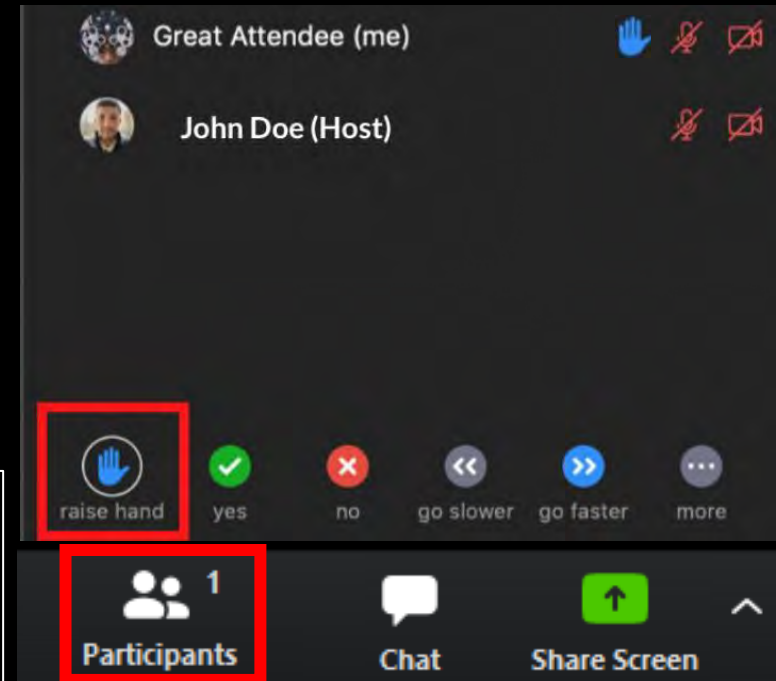 Great Attendee (me)
John Doe (Host)
raise hand yes no go slower go faster more
1
Participants Chat Share Screen